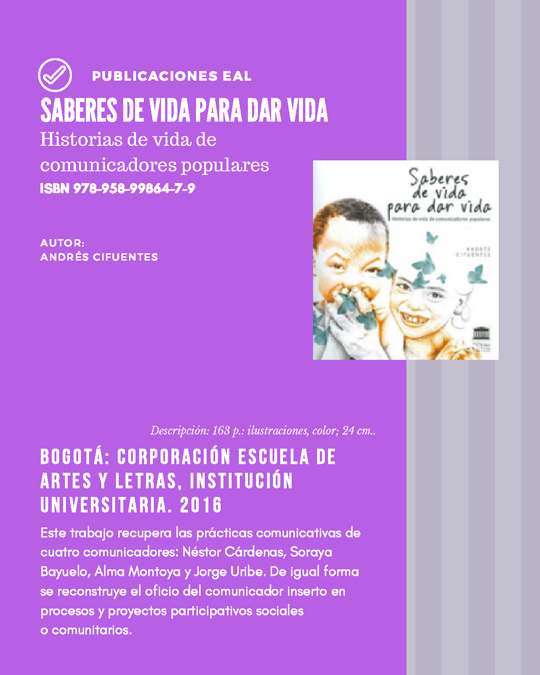 PUBLICACIONES EAL
SABERES DE VIDA PARA DAR VIDA
Historias de vida de
comunicadores populares
ISBN 978-958-99864-7-9
Saberes
de vida
para dar vida
Historias de vida de comunicadores populares
ANDRÉS
CIFUENTES
AUTOR:
ANDRÉS CIFUENTES
Descripción: 163 p.: ilustraciones, color; 24 cm..
BOGOTÁ: CORPORACIÓN ESCUELA DE
ARTES Y LETRAS, INSTITUCIÓN
UNIVERSITARIA. 2016
Este trabajo recupera las prácticas comunicativas de
cuatro comunicadores: Néstor Cárdenas, Soraya
Bayuelo, Alma Montoya y Jorge Uribe. De igual forma
se reconstruye el oficio del comunicador inserto en
procesos y proyectos participativos sociales
o comunitarios.